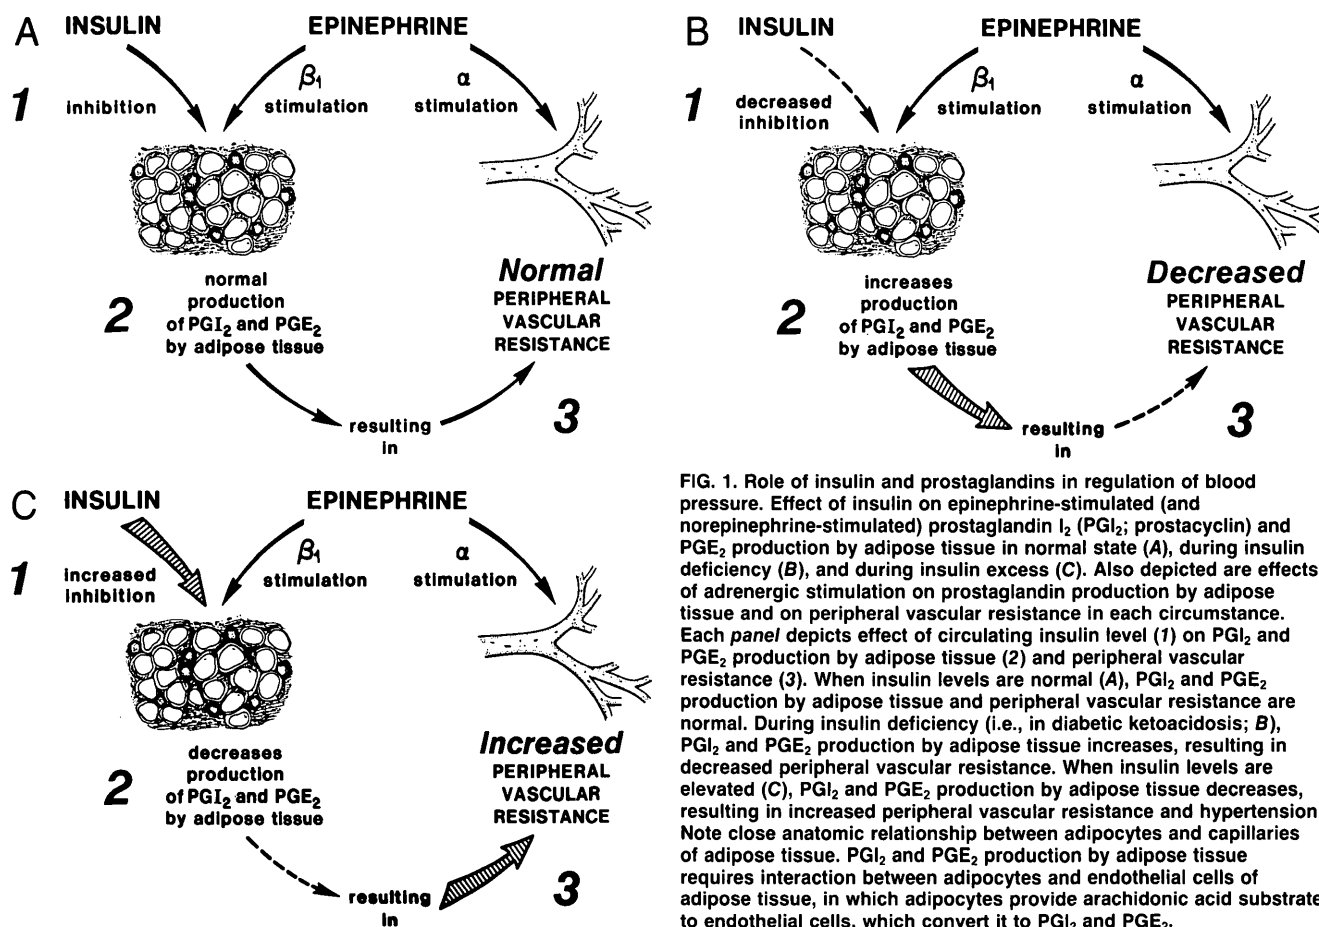 A
INSULIN
EPINEPHRINE
1
inhibition
β₁
stimulation
α
stimulation
2
normal
production
of PGI₂ and PGE₂
by adipose tissue
Normal
PERIPHERAL
VASCULAR
RESISTANCE
3
resulting
in
B
INSULIN
EPINEPHRINE
1
decreased
inhibition
β₁
stimulation
α
stimulation
2
increases
production
of PGI₂ and PGE₂
by adipose tissue
Decreased
PERIPHERAL
VASCULAR
RESISTANCE
3
resulting
in
C
INSULIN
EPINEPHRINE
1
increased
inhibition
β₁
stimulation
α
stimulation
2
decreases
production
of PGI₂ and PGE₂
by adipose tissue
Increased
PERIPHERAL
VASCULAR
RESISTANCE
3
resulting
in
FIG. 1. Role of insulin and prostaglandins in regulation of blood
pressure. Effect of insulin on epinephrine-stimulated (and
norepinephrine-stimulated) prostaglandin I₂ (PGI₂; prostacyclin) and
PGE₂ production by adipose tissue in normal state (A), during insulin
deficiency (B), and during insulin excess (C). Also depicted are effects
of adrenergic stimulation on prostaglandin production by adipose
tissue and on peripheral vascular resistance in each circumstance.
Each panel depicts effect of circulating insulin level (1) on PGI₂ and
PGE₂ production by adipose tissue (2) and peripheral vascular
resistance (3). When insulin levels are normal (A), PGI₂ and PGE₂
production by adipose tissue and peripheral vascular resistance are
normal. During insulin deficiency (i.e., in diabetic ketoacidosis; B),
PGI₂ and PGE₂ production by adipose tissue increases, resulting in
decreased peripheral vascular resistance. When insulin levels are
elevated (C), PGI₂ and PGE₂ production by adipose tissue decreases,
resulting in increased peripheral vascular resistance and hypertension
Note close anatomic relationship between adipocytes and capillaries
of adipose tissue. PGI₂ and PGE₂ production by adipose tissue
requires interaction between adipocytes and endothelial cells of
adipose tissue, in which adipocytes provide arachidonic acid substrate
to endothelial cells, which convert it to PGI₂ and PGE₂.